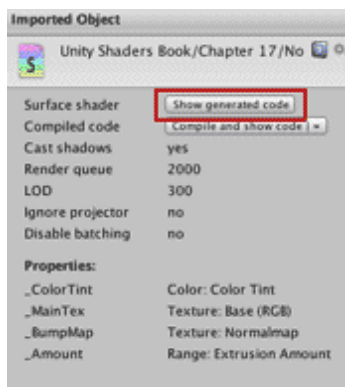 Imported Object
S
Unity Shaders Book/Chapter 17/No
Surface shader Show generated code
Compiled code Compile and show code
Cast shadows yes
Render queue 2000
LOD 300
Ignore projector no
Disable batching no
Properties:
_ColorTint Color: Color Tint
_MainTex Texture: Base (RGB)
_BumpMap Texture: Normalmap
_Amount Range: Extrusion Amount